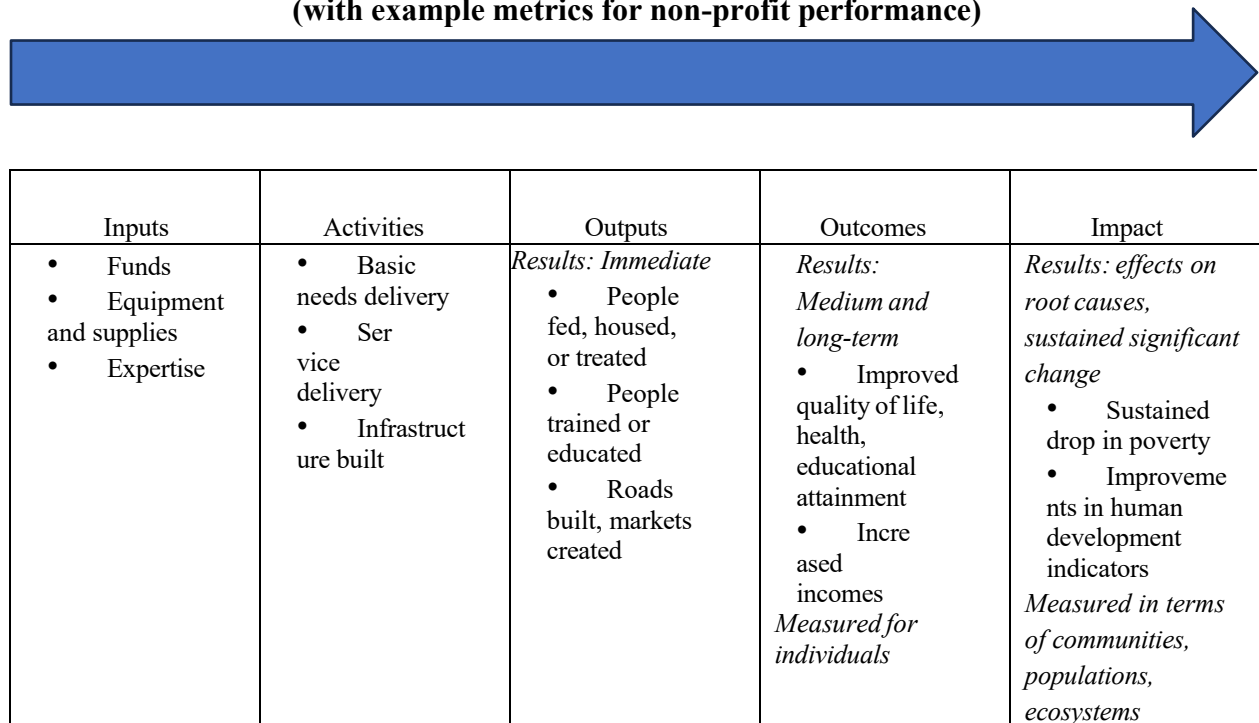 (with example metrics for non-profit performance)
Inputs
Activities
Outputs
Outcomes
Impact
• Funds
• Equipment
and supplies
• Expertise
• Basic
needs delivery
• Ser
vice
delivery
• Infrastruct
ure built
Results: Immediate
• People
fed, housed,
or treated
• People
trained or
educated
• Roads
built, markets
created
Results:
Medium and
long-term
• Improved
quality of life,
health,
educational
attainment
• Incre
ased
incomes
Measured for
individuals
Results: effects on
root causes,
sustained significant
change
• Sustained
drop in poverty
• Improveme
nts in human
development
indicators
Measured in terms
of communities,
populations,
ecosystems